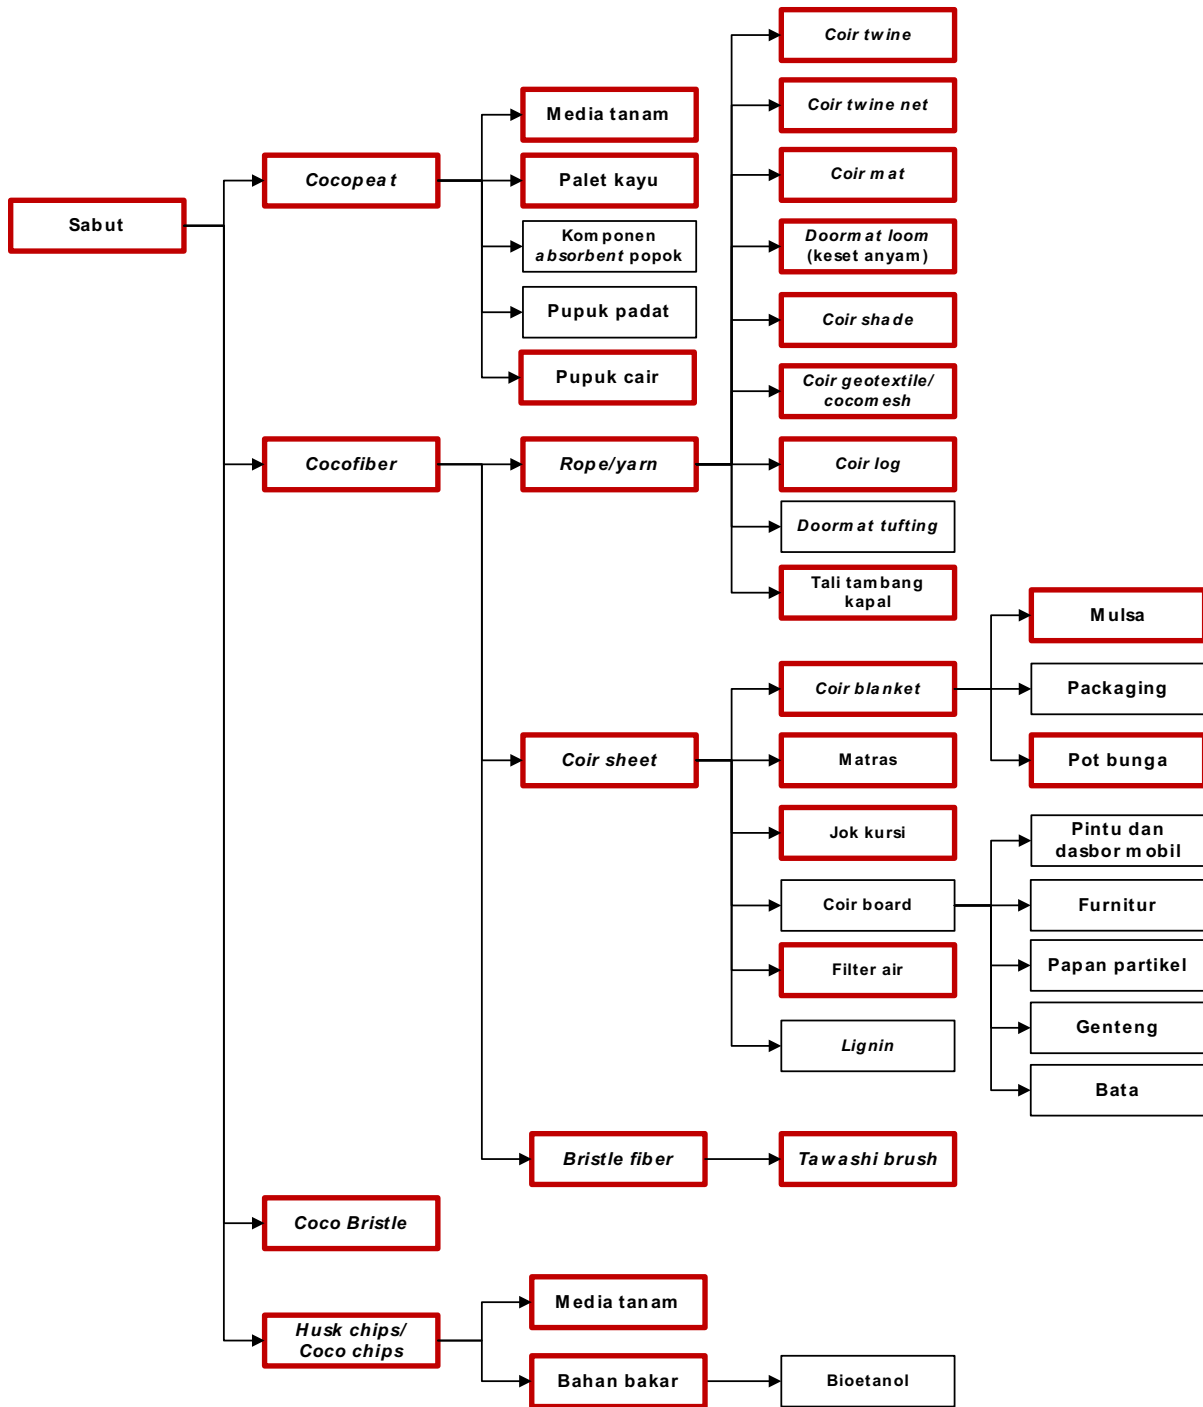 Sabut
Cocopeat
Media tanam
Palet kayu
Komponen
absorbent popok
Pupuk padat
Pupuk cair
Cocofiber
Rope/yarn
Coir twine
Coir twine net
Coir mat
Doormat loom
(keset anyam)
Coir shade
Coir geotextile/
cocomesh
Coir log
Doormat tufting
Tali tambang
kapal
Coir sheet
Coir blanket
Mulsa
Packaging
Pot bunga
Matras
Jok kursi
Coir board
Pintu dan
dasbor mobil
Furnitur
Papan partikel
Genteng
Bata
Filter air
Lignin
Bristle fiber
Tawashi brush
Coco Bristle
Husk chips/
Coco chips
Media tanam
Bahan bakar
Bioetanol